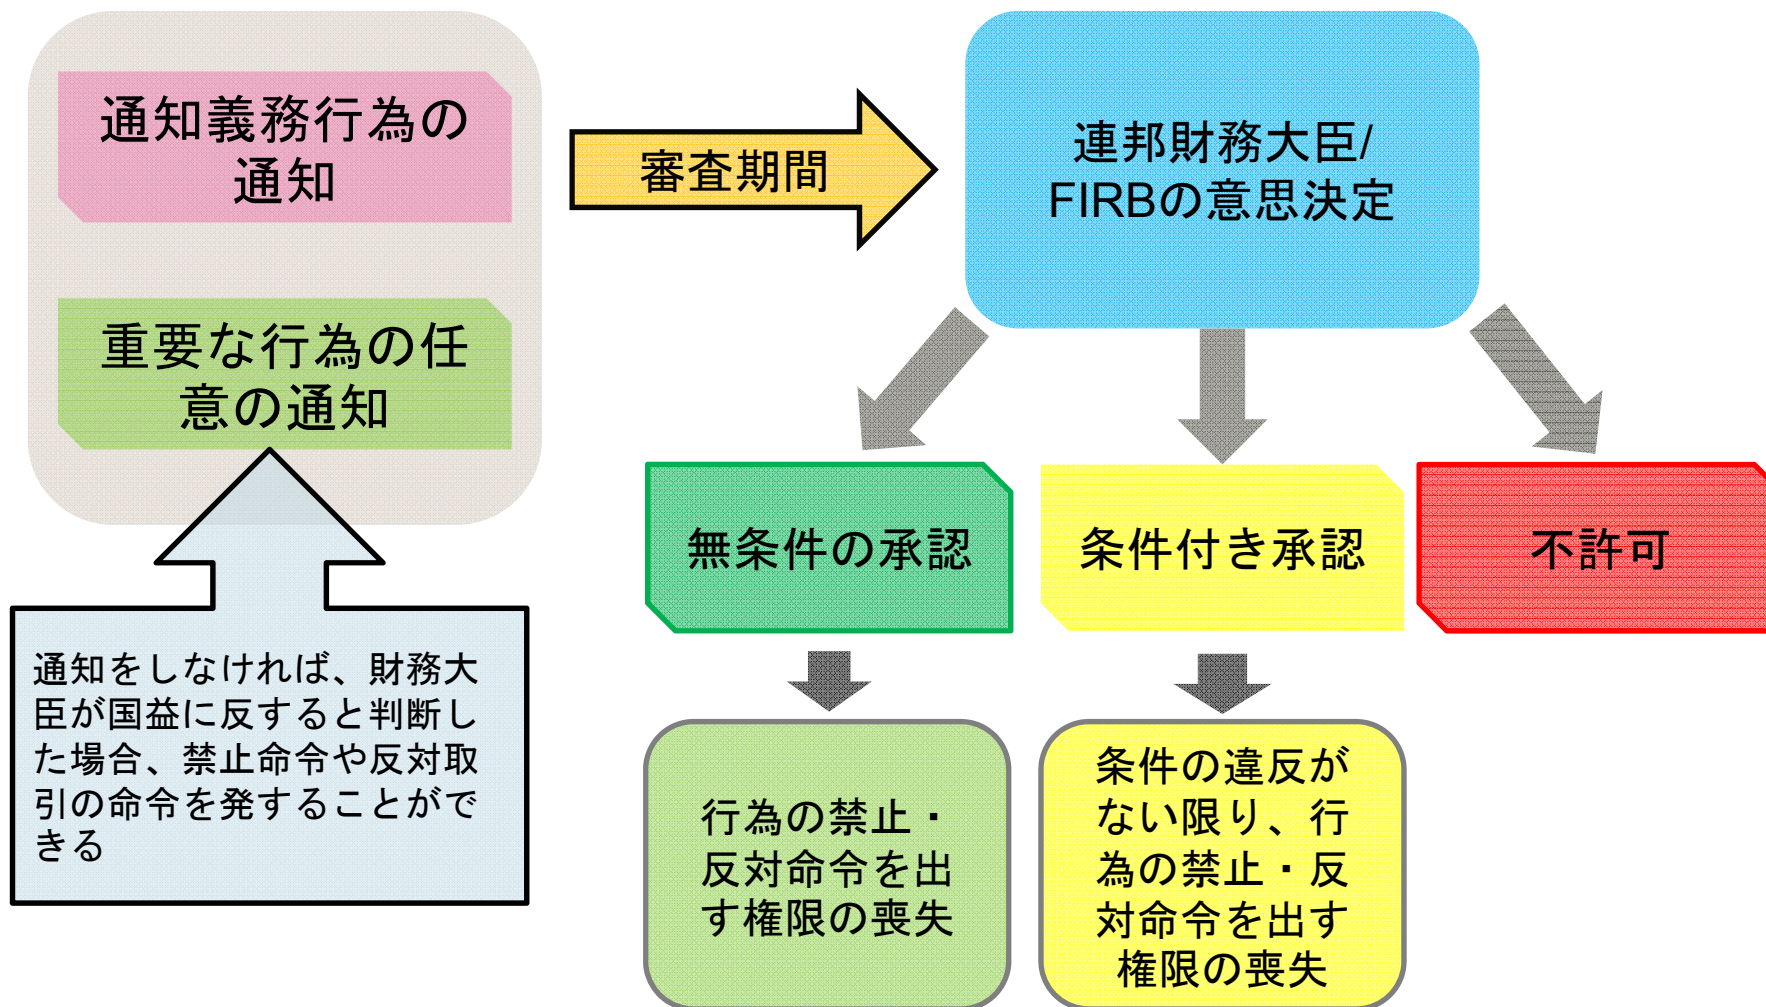 通知義務行為の
通知
重要な行為の任
意の通知
通知をしなければ、財務大
臣が国益に反すると判断し
た場合、禁止命令や反対取
引の命令を発することがで
きる
審査期間
連邦財務大臣/
FIRBの意思決定
無条件の承認
条件付き承認
不許可
行為の禁止・
反対命令を出
す権限の喪失
条件の違反が
ない限り、行
為の禁止・反
対命令を出す
権限の喪失